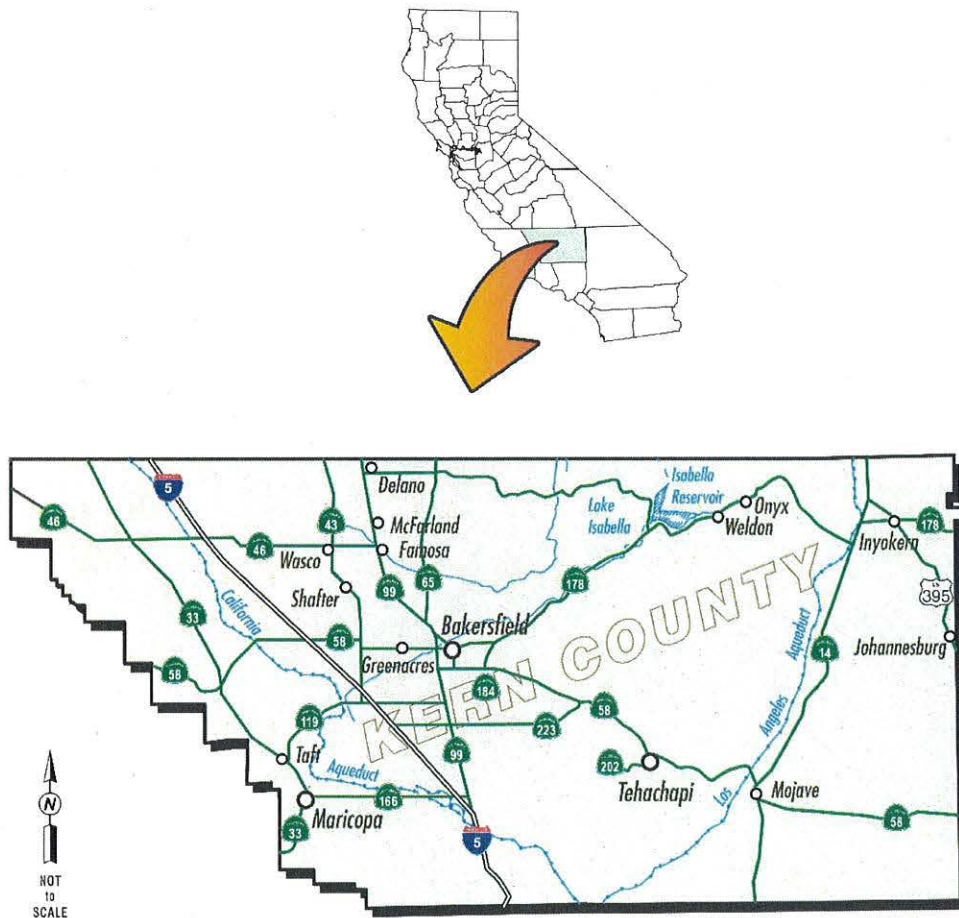 5
Delano
Isabella
Reservoir
Lake
Isabella
Onyx
Weldon
46
43
McFarland
178
Inyokern
46
Wasco
Famosa
65
178
US
395
Shafter
99
California
33
58
Bakersfield
KERN COUNTY
Aqueduct
14
Johannesburg
58
Greenacres
184
Angeles
119
58
223
99
Taft
202
Tehachapi
Los
Aqueduct
N
Maricopa
166
Mojave
33
5
58
NOT
to
SCALE